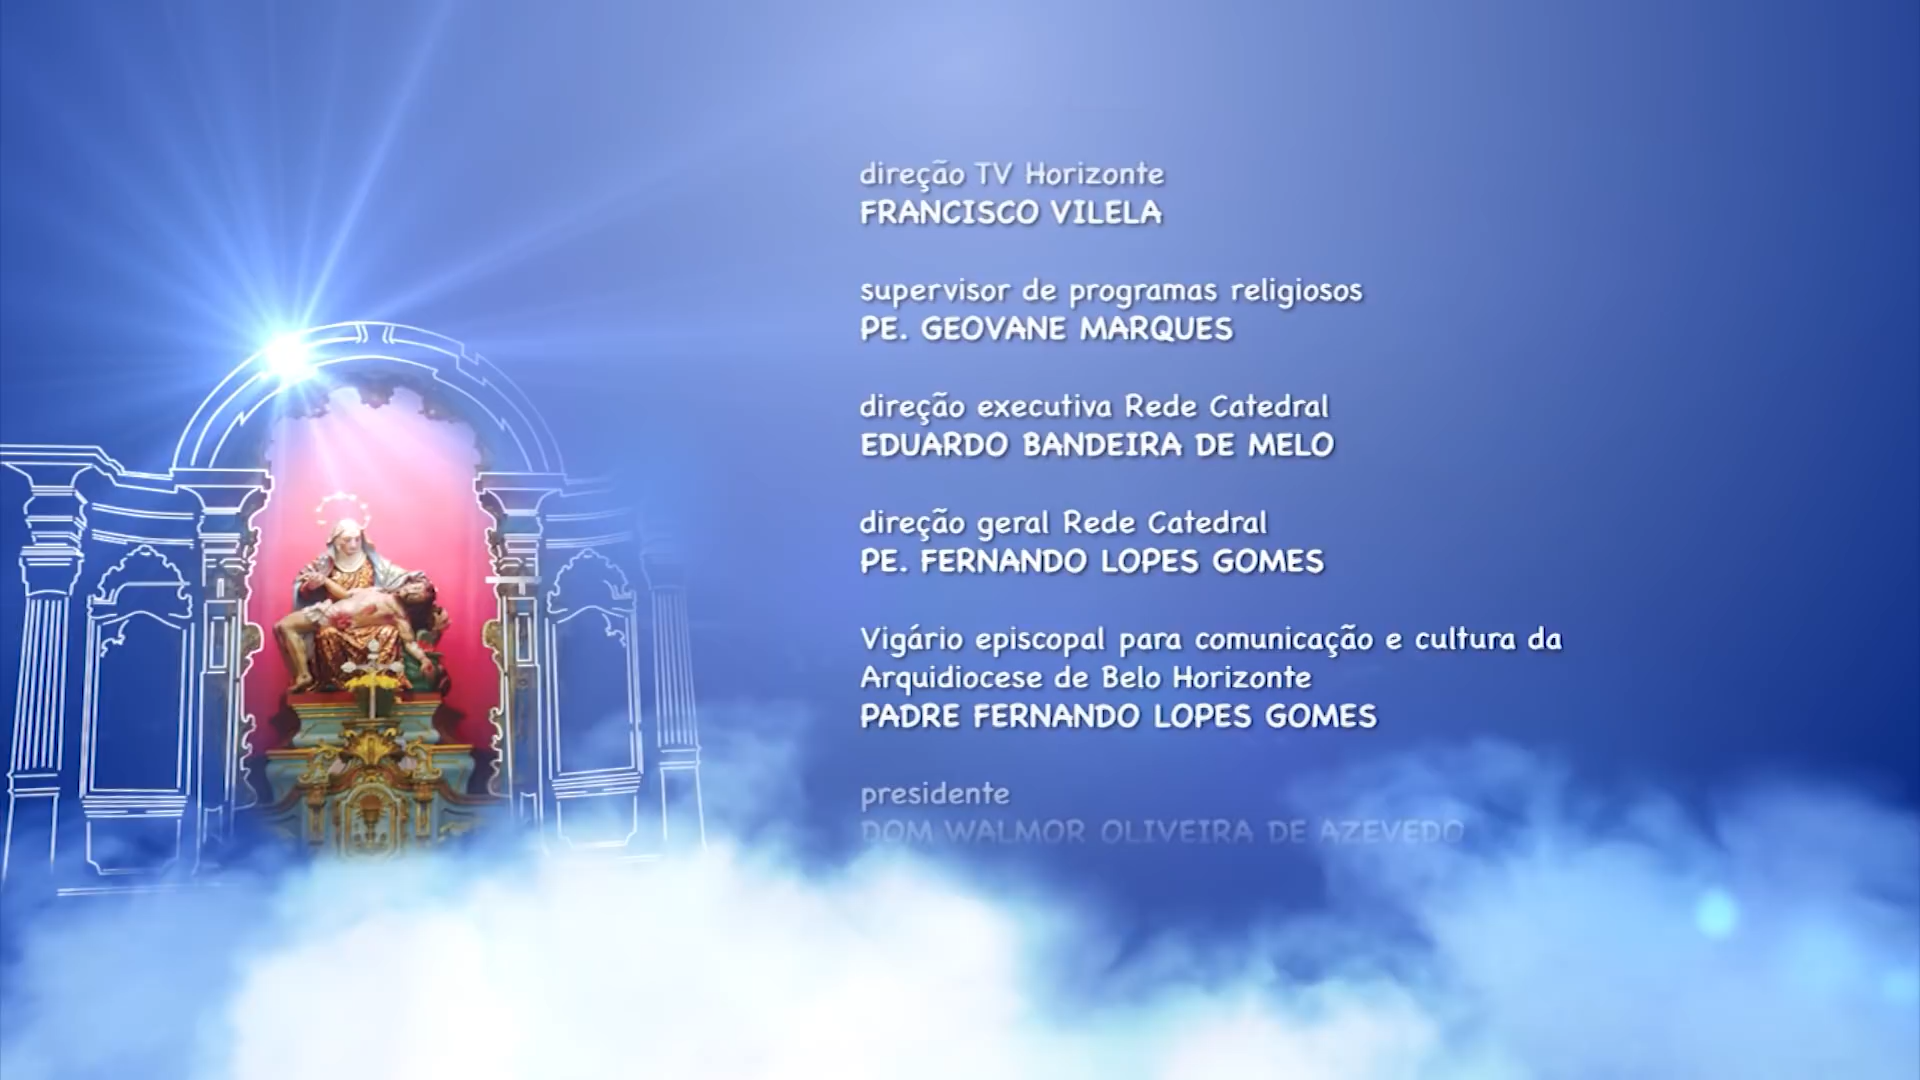 direção TV Horizonte
FRANCISCO VILELA
supervisor de programas religiosos
PE. GEOVANE MARQUES
direção executiva Rede Catedral
EDUARDO BANDEIRA DE MELO
direção geral Rede Catedral
PE. FERNANDO LOPES GOMES
Vigário episcopal para comunicação e cultura da
Arquidiocese de Belo Horizonte
PADRE FERNANDO LOPES GOMES
presidente
DOM WALMOR OLIVEIRA DE AZEVEDO